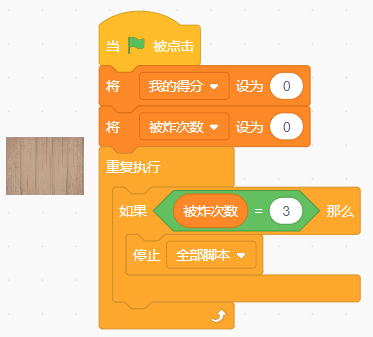 当 被点击
将 我的得分 设为 0
将 被炸次数 设为 0
重复执行
如果 被炸次数 = 3 那么
停止 全部脚本